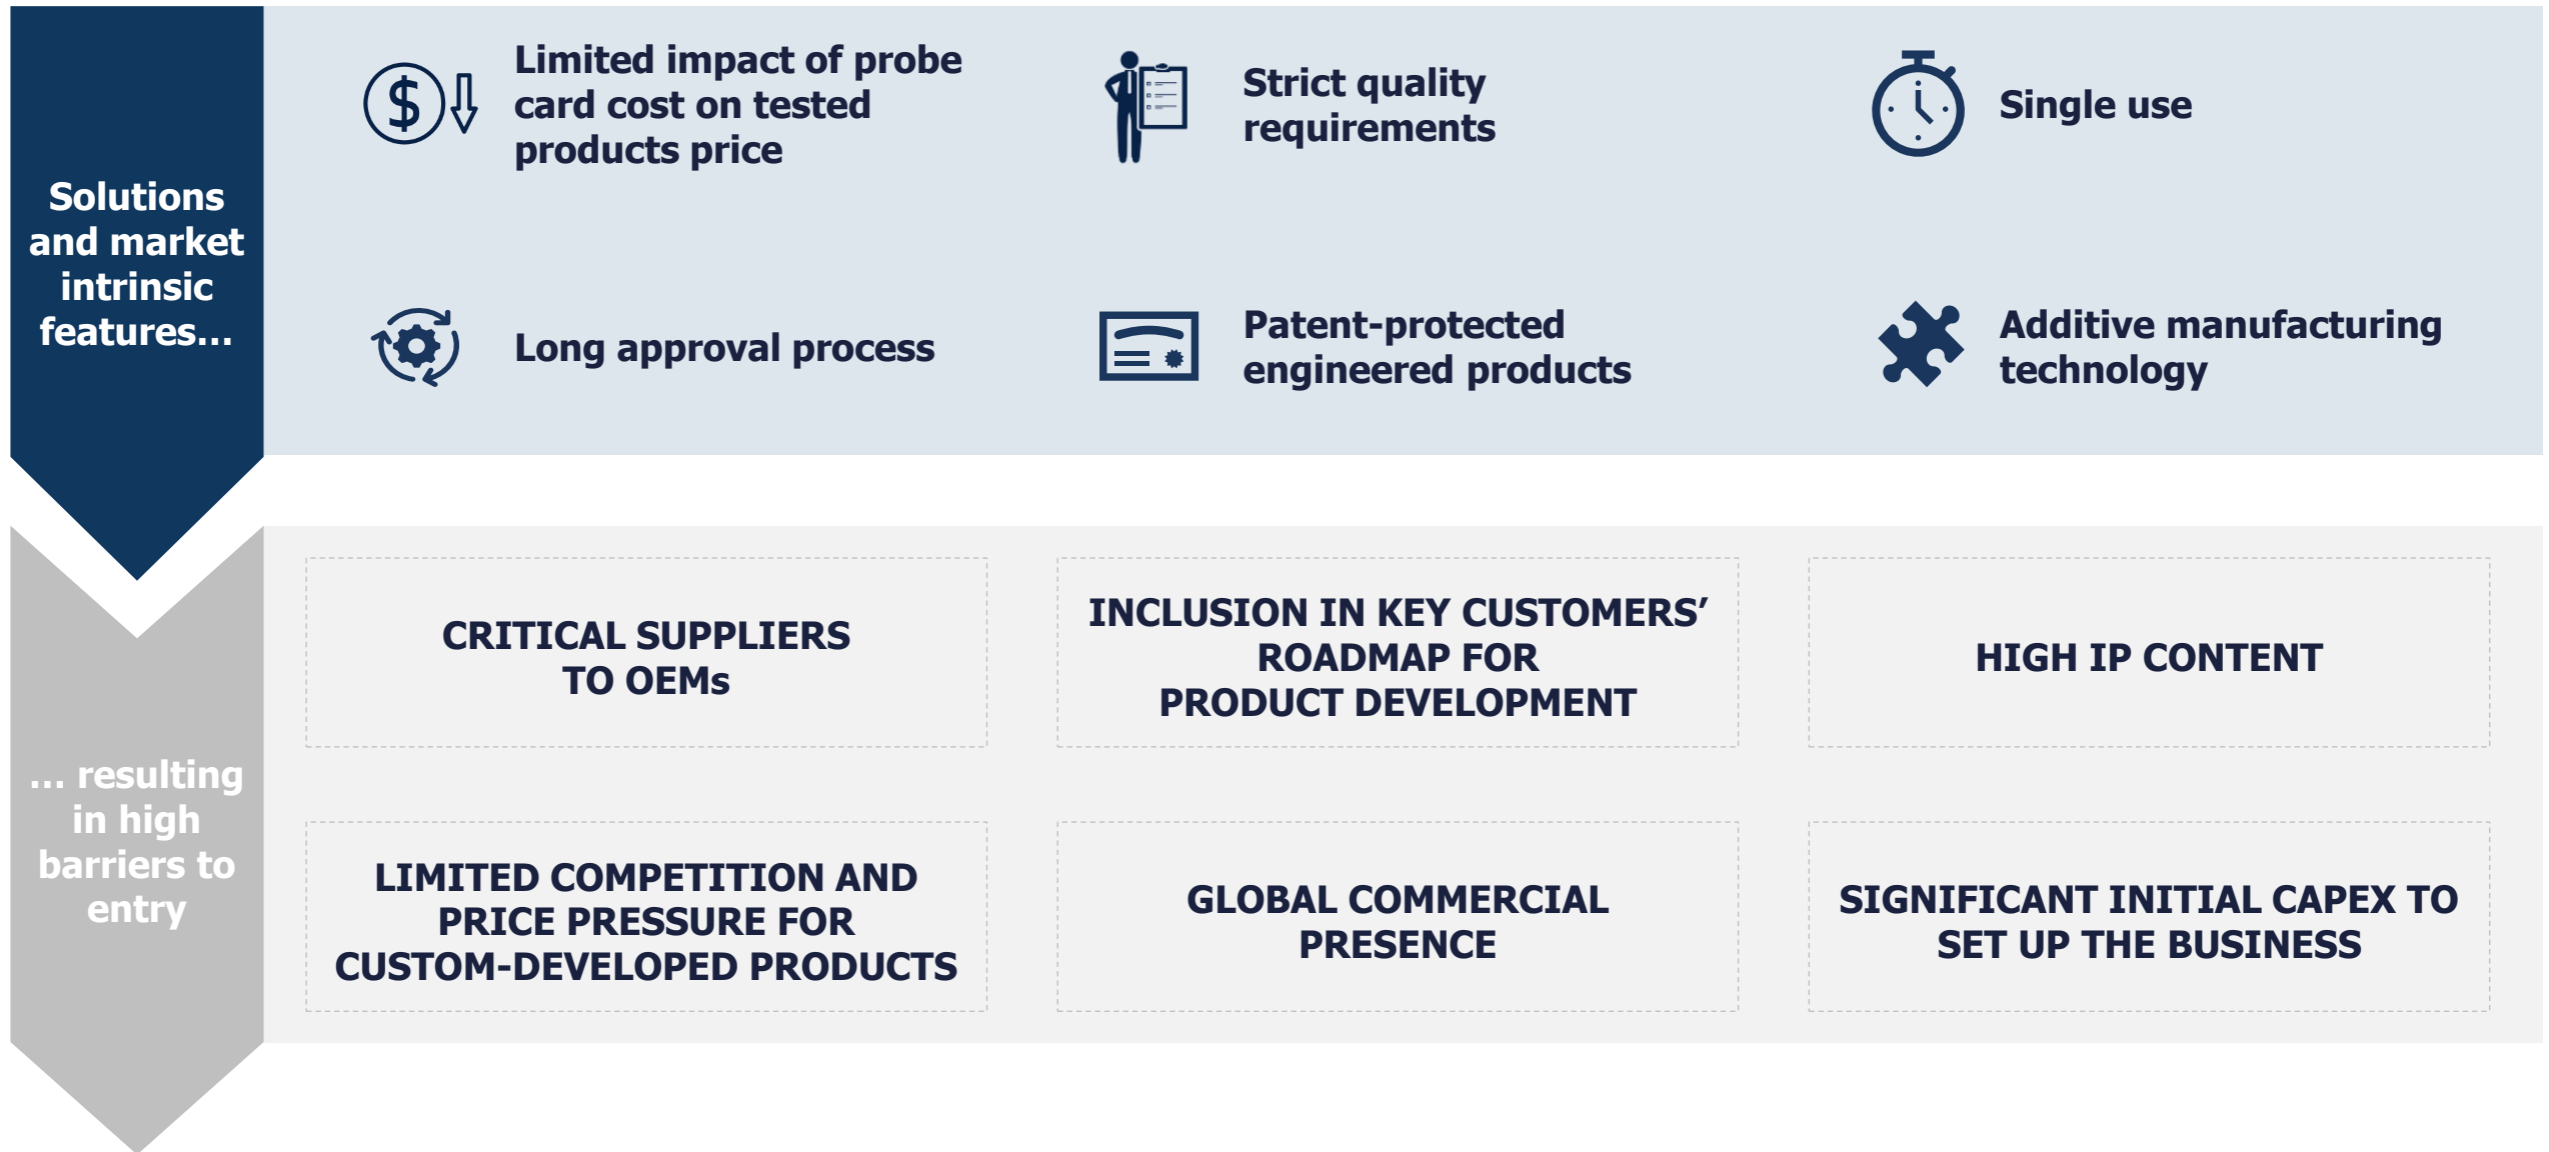 Solutions
and market
intrinsic
features...
Limited impact of probe
card cost on tested
products price
Strict quality
requirements
Single use
Long approval process
Patent-protected
engineered products
Additive manufacturing
technology
... resulting
in high
barriers to
entry
CRITICAL SUPPLIERS
TO OEMs
INCLUSION IN KEY CUSTOMERS’
ROADMAP FOR
PRODUCT DEVELOPMENT
HIGH IP CONTENT
LIMITED COMPETITION AND
PRICE PRESSURE FOR
CUSTOM-DEVELOPED PRODUCTS
GLOBAL COMMERCIAL
PRESENCE
SIGNIFICANT INITIAL CAPEX TO
SET UP THE BUSINESS